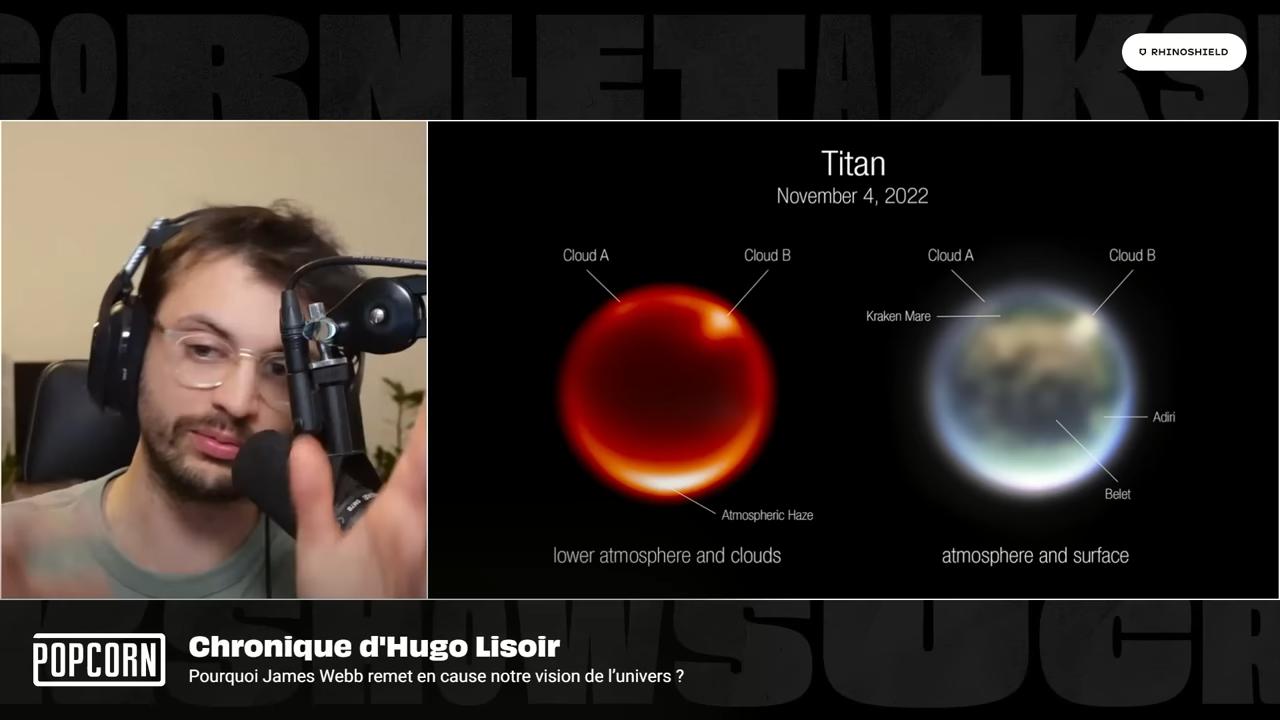 RHINOSHIELD
Titan
November 4, 2022
Cloud A
Cloud B
Cloud A
Cloud B
Kraken Mare
Adiri
Belet
Atmospheric Haze
lower atmosphere and clouds
atmosphere and surface
POPCORN
Chronique d'Hugo Lisoir
Pourquoi James Webb remet en cause notre vision de l'univers ?